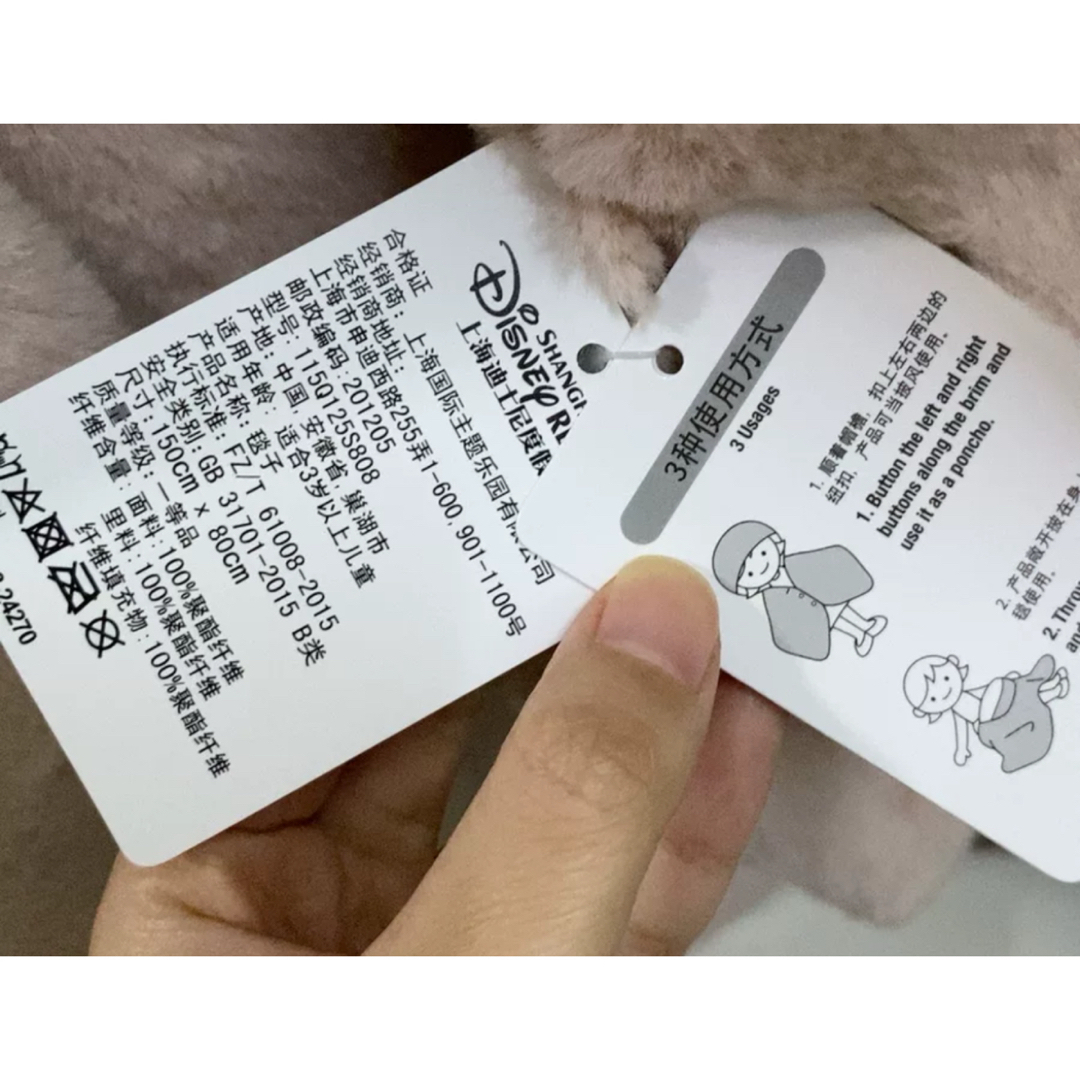 Disney
上海迪士尼度
合格证
经销商：上海国际主题乐园有限公司
经销商地址：
上海市申迪西路255弄1-600.901-1100号
邮政编码：201205
型号：115Q125S808
产地：中国，安徽省，巢湖市
适用年龄：适合3岁以上儿童
产品名称：毯子
执行标准：FZ/T 61008-2015
安全类别：GB 31701-2015 B类
尺寸：150cm × 80cm
质量等级：一等品
纤维含量：面料：100%聚酯纤维
里料：100%聚酯纤维
纤维填充物：100%聚酯纤维
24270
3种使用方式
3 Usages
1. 顺着帽檐，扣上左右两边的
纽扣，产品可当披风使用。
1. Button the left and right
buttons along the brim and
use it as a poncho.
2. 产品敞开披在身
毯使用。
2.